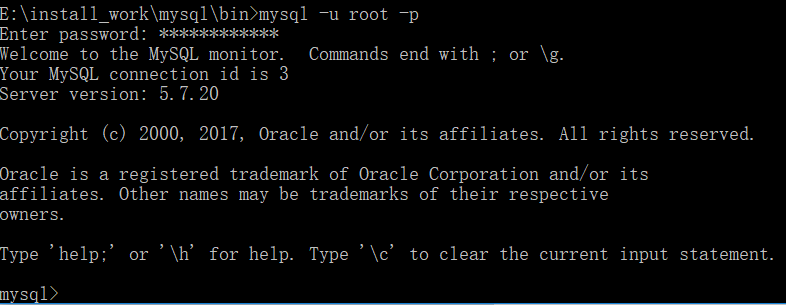 E:\install_work\mysql\bin>mysql -u root -p
Enter password: ************
Welcome to the MySQL monitor.  Commands end with ; or \g.
Your MySQL connection id is 3
Server version: 5.7.20
Copyright (c) 2000, 2017, Oracle and/or its affiliates. All rights reserved.
Oracle is a registered trademark of Oracle Corporation and/or its
affiliates. Other names may be trademarks of their respective
owners.
Type 'help;' or '\h' for help. Type '\c' to clear the current input statement.
mysql>